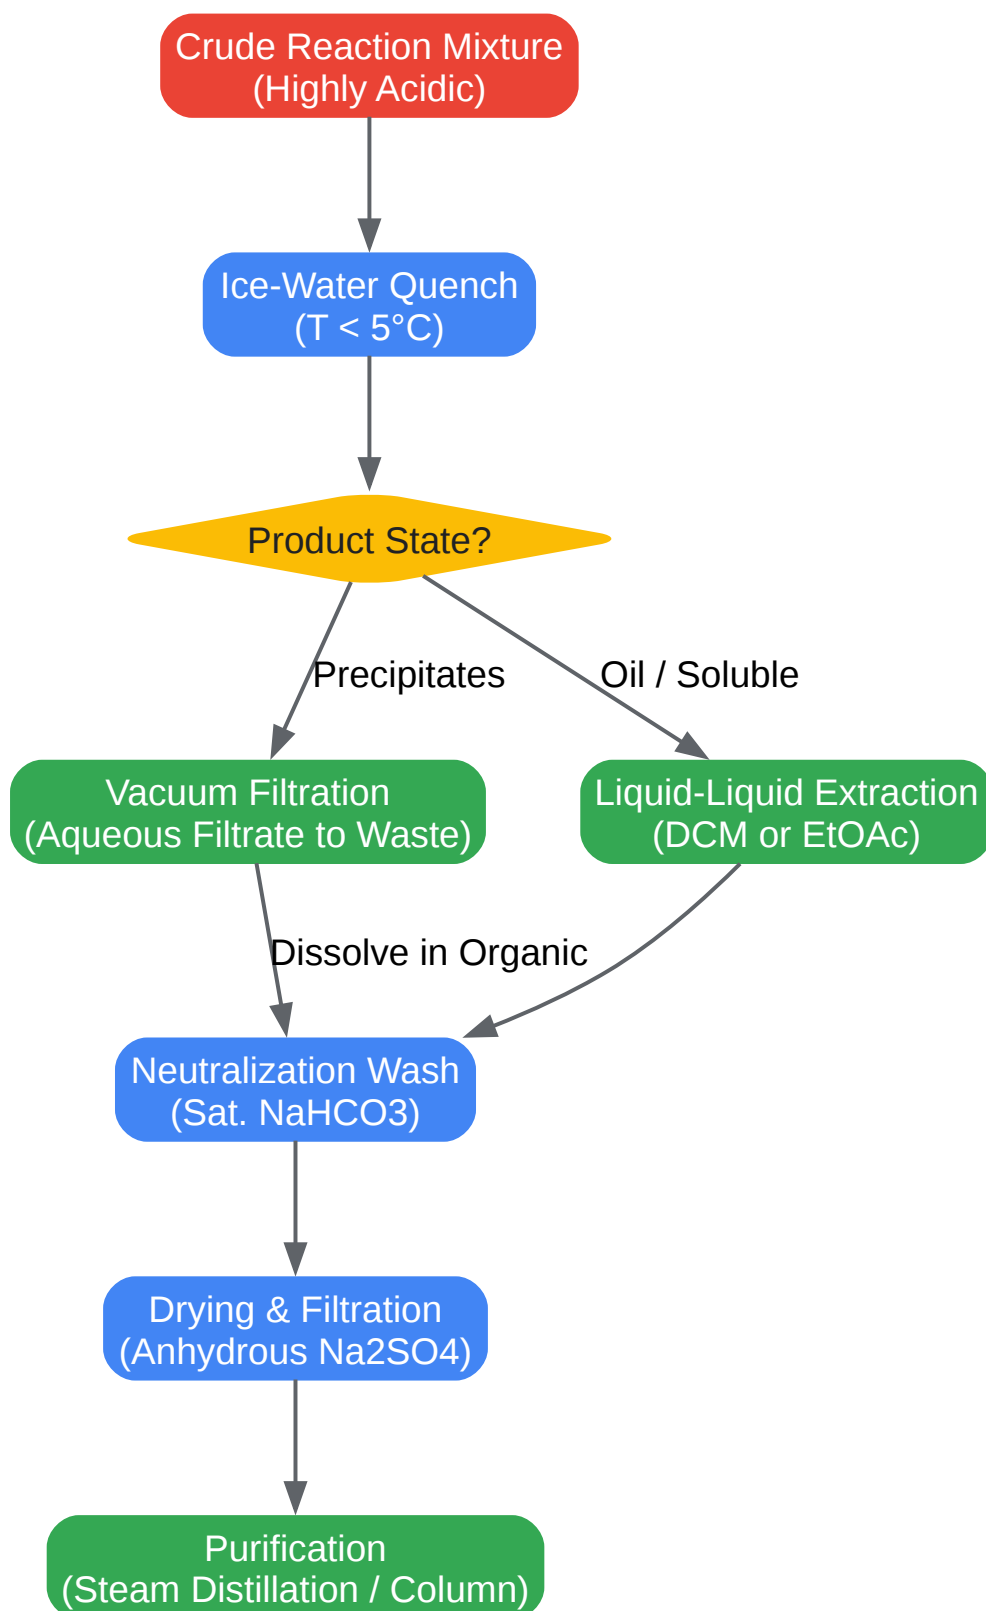 Crude Reaction Mixture
(Highly Acidic)
Ice-Water Quench
(T < 5°C)
Product State?
Precipitates
Oil / Soluble
Vacuum Filtration
(Aqueous Filtrate to Waste)
Liquid-Liquid Extraction
(DCM or EtOAc)
Dissolve in Organic
Neutralization Wash
(Sat. NaHCO3)
Drying & Filtration
(Anhydrous Na2SO4)
Purification
(Steam Distillation / Column)